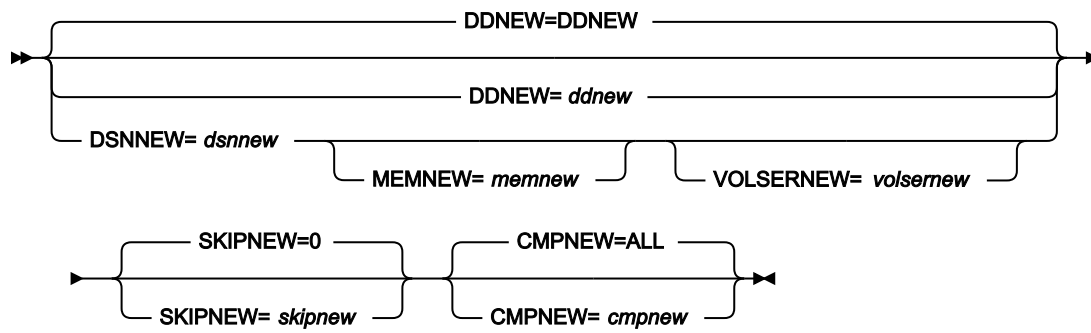 DDNEW=DDNEW
DDNEW= ddnew
DSNNEW= dsnnew
MEMNEW= memnew VOLSERNEW= volsernew
SKIPNEW=0 CMPNEW=ALL
SKIPNEW= skipnew CMPNEW= cmpnew